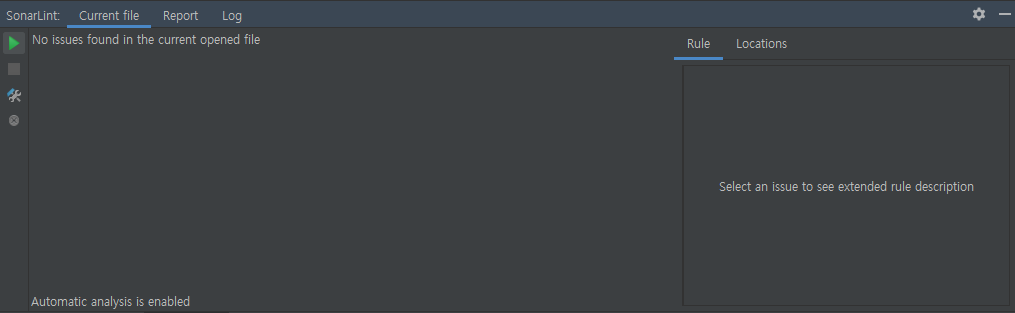 SonarLint: Current file Report Log
No issues found in the current opened file
Rule Locations
Select an issue to see extended rule description
Automatic analysis is enabled